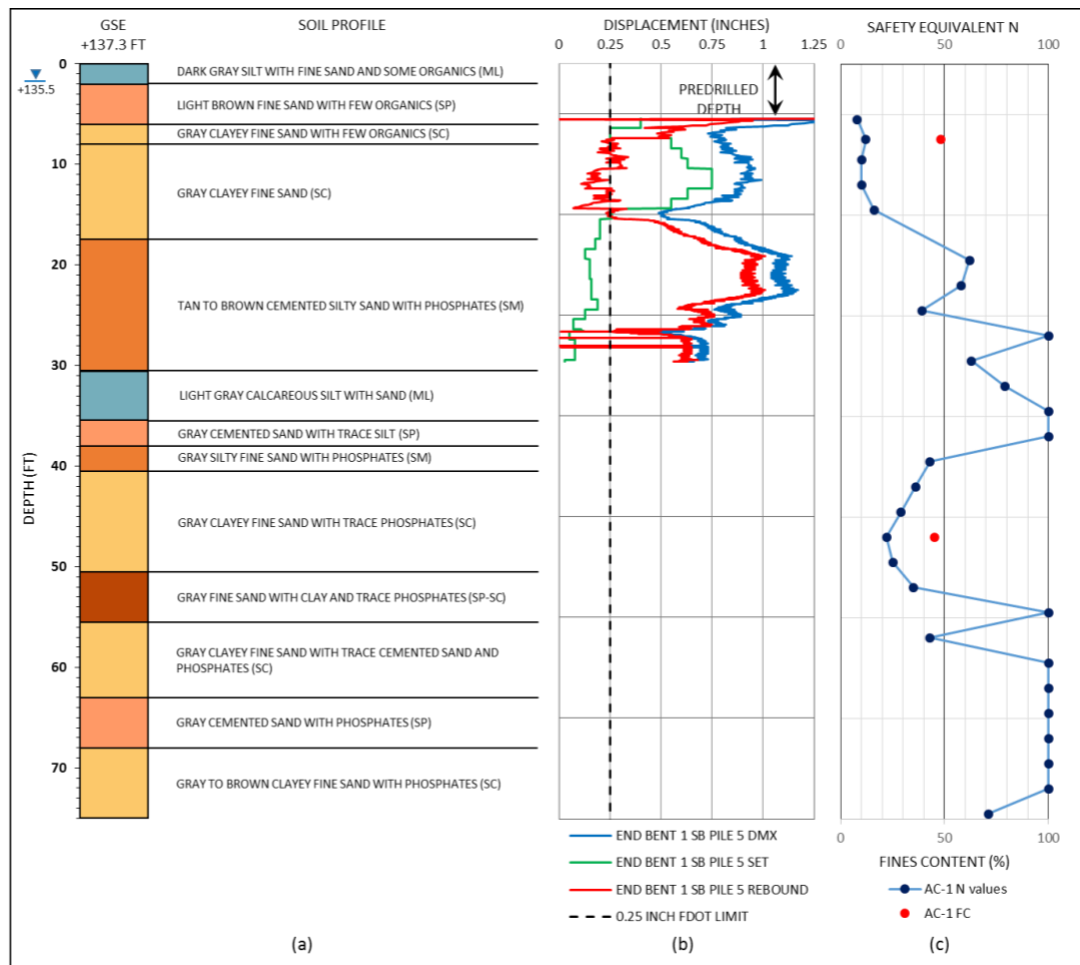 GSE
+137.3 FT
SOIL PROFILE
DISPLACEMENT (INCHES)
SAFETY EQUIVALENT N
0 0.25 0.5 0.75 1 1.25
0 50 100
0
+135.5
10
20
30
40
50
60
70
DEPTH (FT)
DARK GRAY SILT WITH FINE SAND AND SOME ORGANICS (ML)
LIGHT BROWN FINE SAND WITH FEW ORGANICS (SP)
GRAY CLAYEY FINE SAND WITH FEW ORGANICS (SC)
GRAY CLAYEY FINE SAND (SC)
TAN TO BROWN CEMENTED SILTY SAND WITH PHOSPHATES (SM)
LIGHT GRAY CALCAREOUS SILT WITH SAND (ML)
GRAY CEMENTED SAND WITH TRACE SILT (SP)
GRAY SILTY FINE SAND WITH PHOSPHATES (SM)
GRAY CLAYEY FINE SAND WITH TRACE PHOSPHATES (SC)
GRAY FINE SAND WITH CLAY AND TRACE PHOSPHATES (SP-SC)
GRAY CLAYEY FINE SAND WITH TRACE CEMENTED SAND AND
PHOSPHATES (SC)
GRAY CEMENTED SAND WITH PHOSPHATES (SP)
GRAY TO BROWN CLAYEY FINE SAND WITH PHOSPHATES (SC)
PREDRILLED
DEPTH
END BENT 1 SB PILE 5 DMX
END BENT 1 SB PILE 5 SET
END BENT 1 SB PILE 5 REBOUND
0.25 INCH FDOT LIMIT
0 50 100
FINES CONTENT (%)
AC-1 N values
AC-1 FC
(a)
(b)
(c)